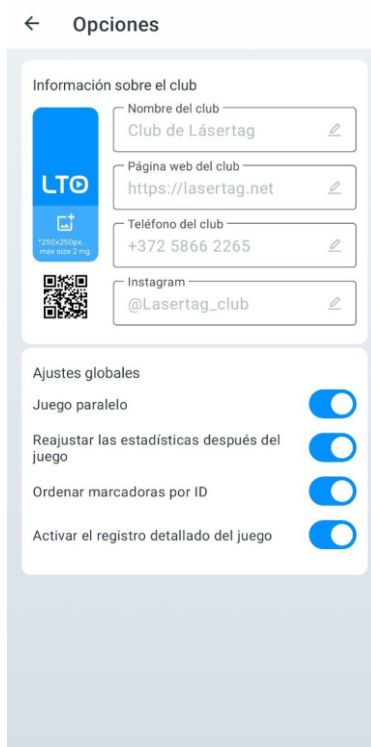 Opciones
Información sobre el club
Nombre del club
Club de Lásertag
Página web del club
https://lasertag.net
LTO
Teléfono del club
+372 5866 2265
*250x250px,
max size 2 mg
Instagram
@Lasertag_club
Ajustes globales
Juego paralelo
Reajustar las estadísticas después del
juego
Ordenar marcadoras por ID
Activar el registro detallado del juego